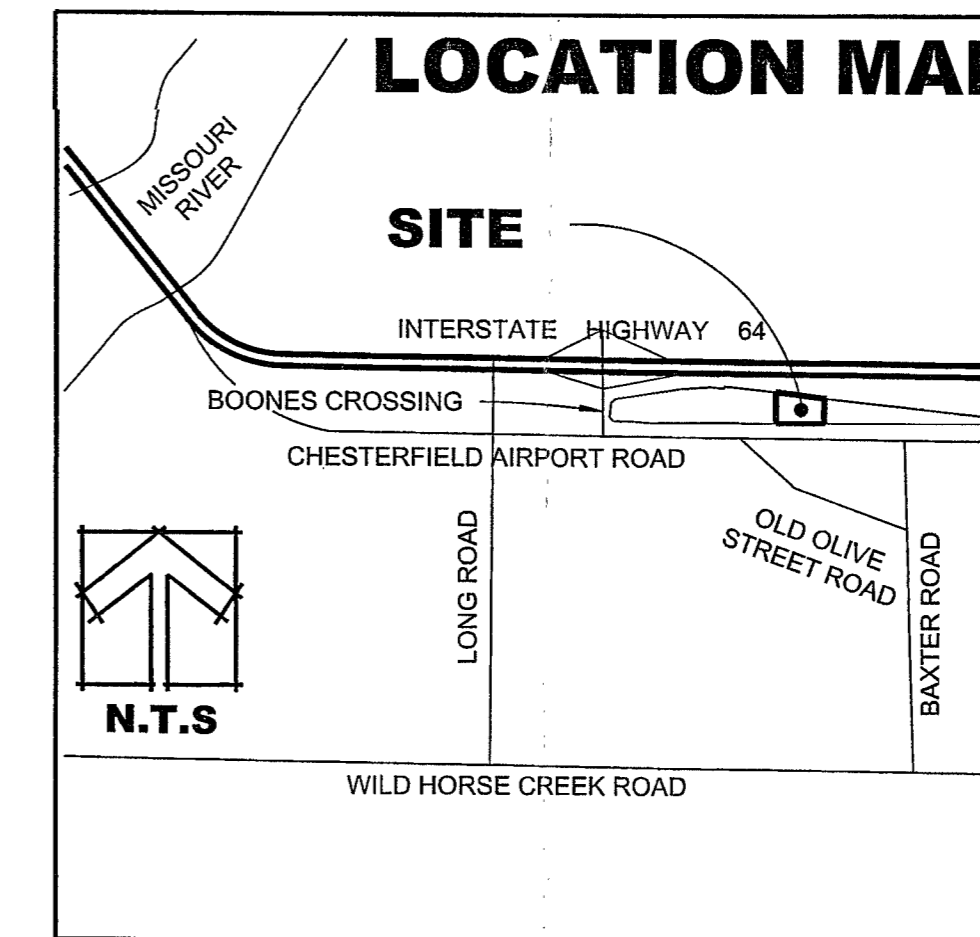 LOCATION MA
MISSOURI
RIVER
SITE
INTERSTATE HIGHWAY 64
BOONES CROSSING
CHESTERFIELD AIRPORT ROAD
LONG ROAD
OLD OLIVE
STREET ROAD
BAXTER ROAD
N.T.S
WILD HORSE CREEK ROAD